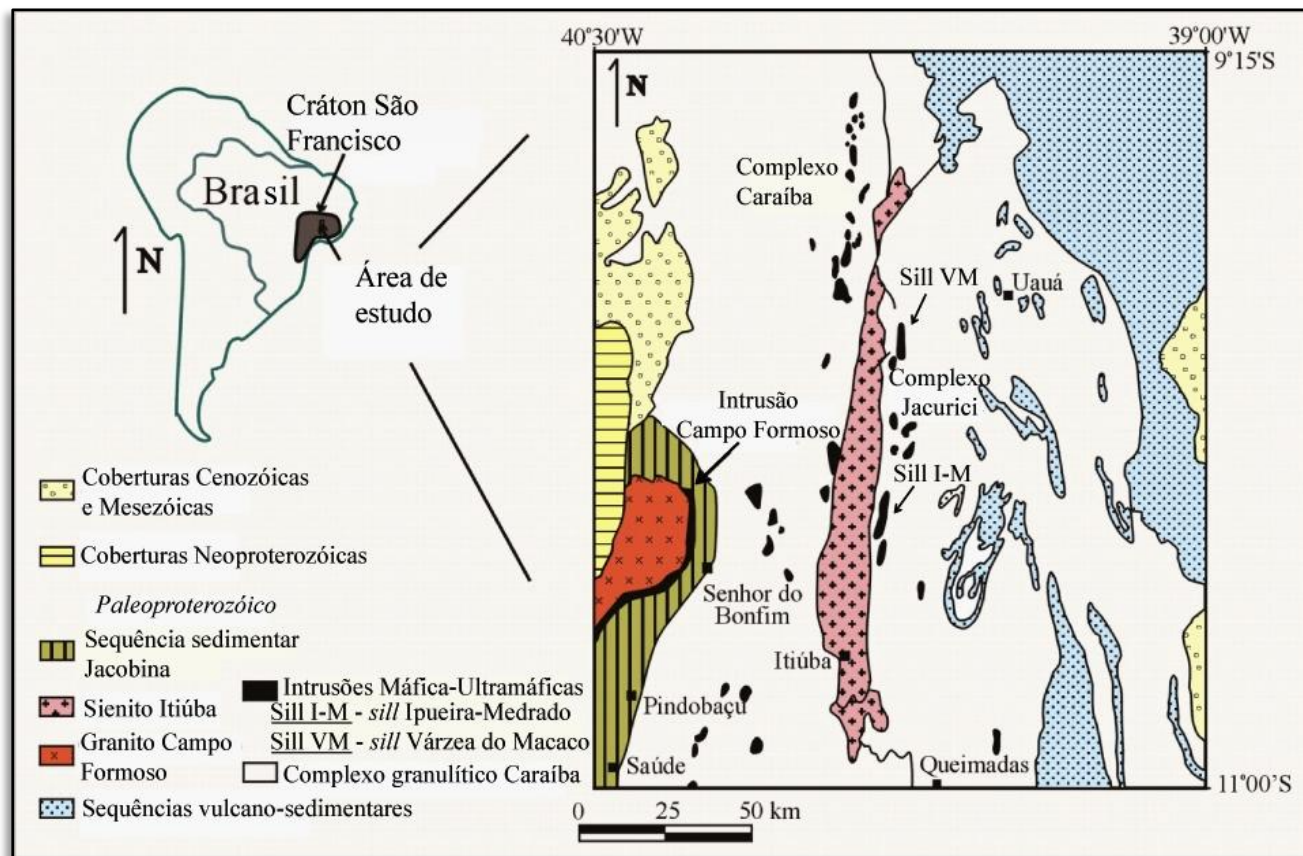 Cráton São
Francisco
Brasil
N
Área de
estudo
40°30'W
39°00'W
9°15'S
N
Complexo
Caraíba
Sill VM
Uauá
Complexo
Jacurici
Intrusão
Campo Formoso
Sill I-M
Senhor do
Bonfim
Itiúba
Pindobaçu
Saúde
Queimadas
11°00'S
0 25 50 km
Coberturas Cenozóicas
e Mesezóicas
Coberturas Neoproterozóicas
Paleoproterozóico
Sequência sedimentar
Jacobina
Sienito Itiúba
Granito Campo
Formoso
Sequências vulcano-sedimentares
Intrusões Máfica-Ultramáficas
Sill I-M - sill Ipueira-Medrado
Sill VM - sill Várzea do Macaco
Complexo granulítico Caraíba